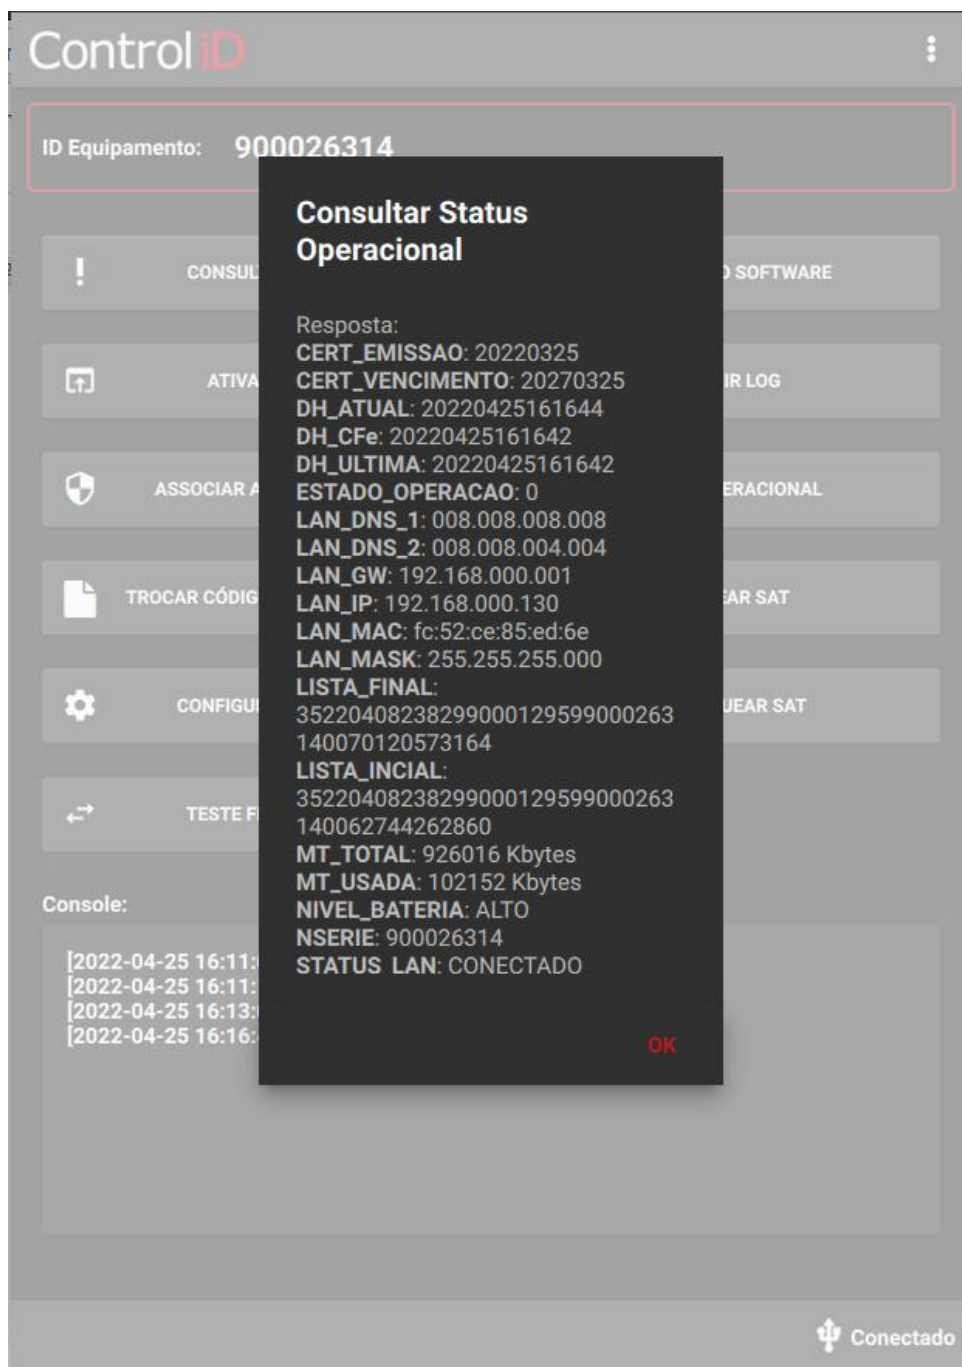 Control iD
ID Equipamento: 900026314
Consultar Status
Operacional
Resposta:
CERT_EMISSAO: 20220325
CERT_VENCIMENTO: 20270325
DH_ATUAL: 20220425161644
DH_CFe: 20220425161642
DH_ULTIMA: 20220425161642
ESTADO_OPERACAO: 0
LAN_DNS_1: 008.008.008.008
LAN_DNS_2: 008.008.004.004
LAN_GW: 192.168.000.001
LAN_IP: 192.168.000.130
LAN_MAC: fc:52:ce:85:ed:6e
LAN_MASK: 255.255.255.000
LISTA_FINAL:
35220408238299000129599000263
140070120573164
LISTA_INCIAL:
35220408238299000129599000263
140062744262860
MT_TOTAL: 926016 Kbytes
MT_USADA: 102152 Kbytes
NIVEL_BATERIA: ALTO
NSERIE: 900026314
STATUS LAN: CONECTADO
OK
CONSUL
SOFTWARE
ATIVA
IR LOG
ASSOCIAR A
ERACIONAL
TROCAR CÓDIG
EAR SAT
CONFIGU
UEAR SAT
TESTE F
Console:
[2022-04-25 16:11:
[2022-04-25 16:11:
[2022-04-25 16:13:
[2022-04-25 16:16:
Conectado